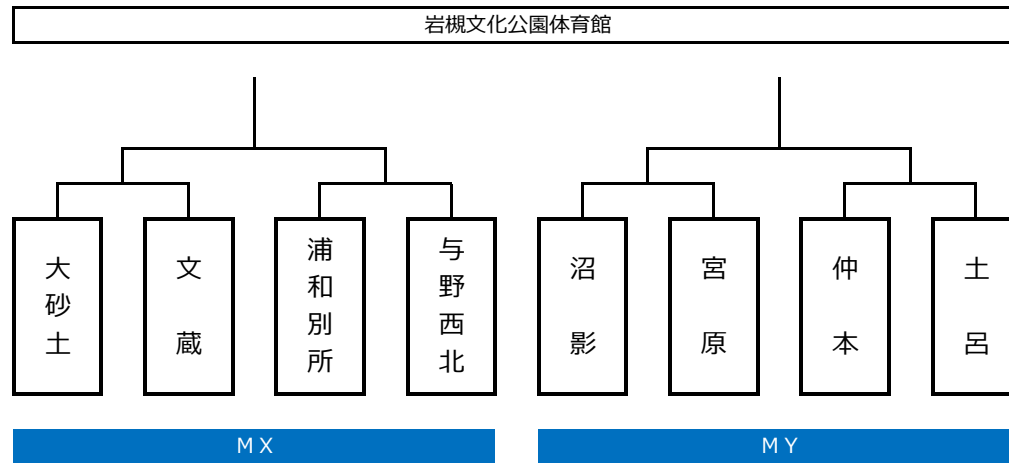 岩槻文化公園体育館
大砂土
文蔵
浦和別所
与野西北
沼影
宮原
仲本
土呂
ＭＸ
ＭＹ